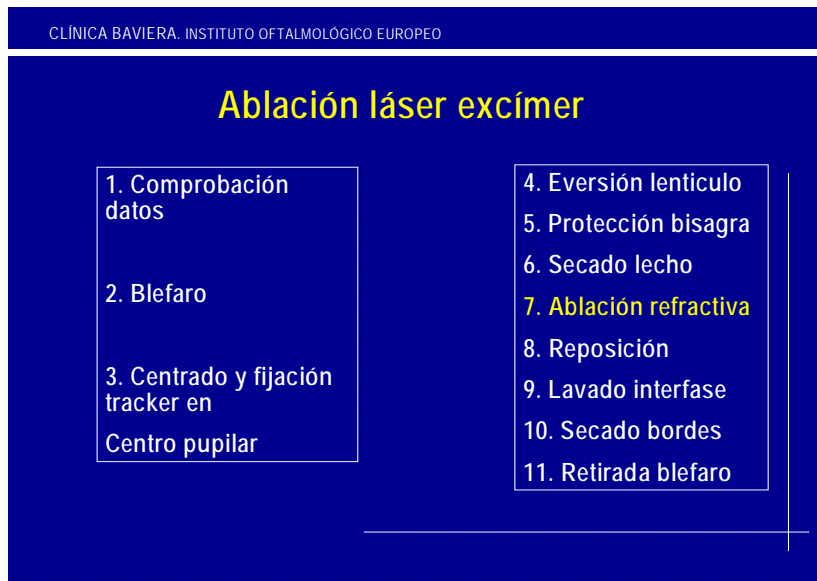 CLÍNICA BAVIERA. INSTITUTO OFTALMOLÓGICO EUROPEO
Ablación láser excímer
1. Comprobación
datos
2. Blefaro
3. Centrado y fijación
tracker en
Centro pupilar
4. Eversión lenticulo
5. Protección bisagra
6. Secado lecho
7. Ablación refractiva
8. Reposición
9. Lavado interfase
10. Secado bordes
11. Retirada blefaro